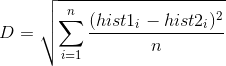 D = \sqrt{\sum_{i=1}^{n} \frac{(hist1_i - hist2_i)^2}{n}}